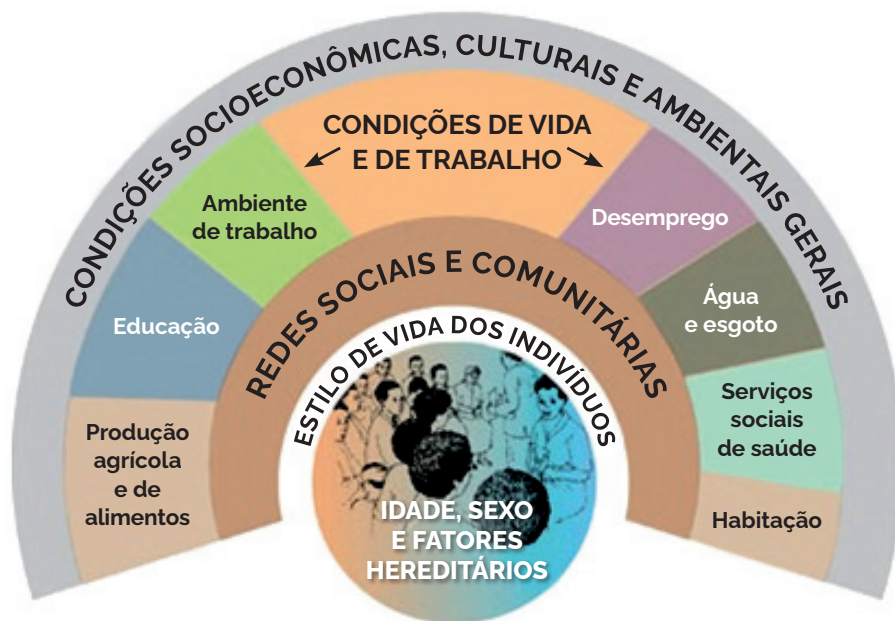 CONDIÇÕES SOCIOECONÔMICAS, CULTURAIS E AMBIENTAIS GERAIS
CONDIÇÕES DE VIDA
E DE TRABALHO
Ambiente
de trabalho
Desemprego
Educação
Água
e esgoto
Produção
agrícola
e de
alimentos
Serviços
sociais
de saúde
Habitação
REDES SOCIAIS E COMUNITÁRIAS
ESTILO DE VIDA DOS INDIVÍDUOS
IDADE, SEXO
E FATORES
HEREDITÁRIOS